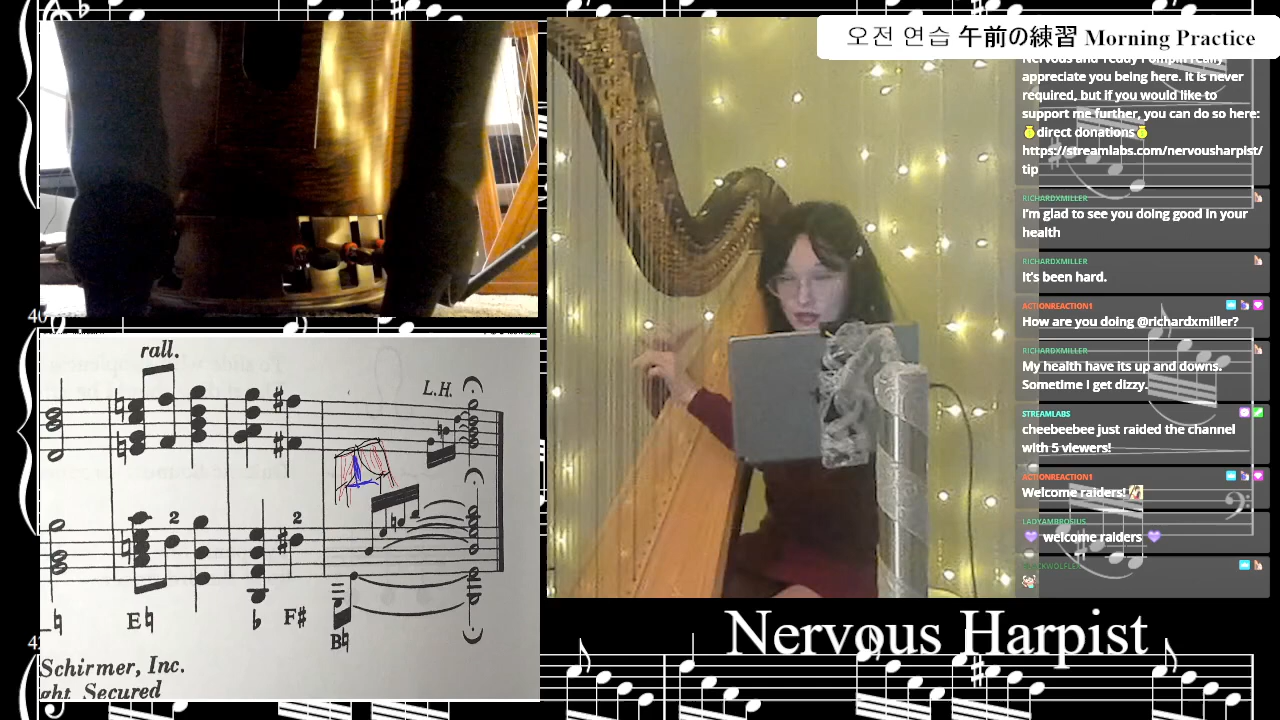 오전 연습 午前の練習 Morning Practice
appreciate you being here. It is never
required, but if you would like to
support me further, you can do so here:
💰direct donations💰
https://streamlabs.com/nervousharpist/
tip
RICHARDXMILLER
I'm glad to see you doing good in your
health
RICHARDXMILLER
It's been hard.
ACTIONREACTION1
How are you doing @richardxmiller?
RICHARDXMILLER
My health have its up and downs.
Sometime I get dizzy.
STREAMLABS
cheebeebee just raided the channel
with 5 viewers!
ACTIONREACTION1
Welcome raiders!
LADYAMBROSIUS
💜 welcome raiders 💜
rall.
L.H.
2
2
E♮
♭
F#
B♮
Schirmer, Inc.
ght Secured
Nervous Harpist